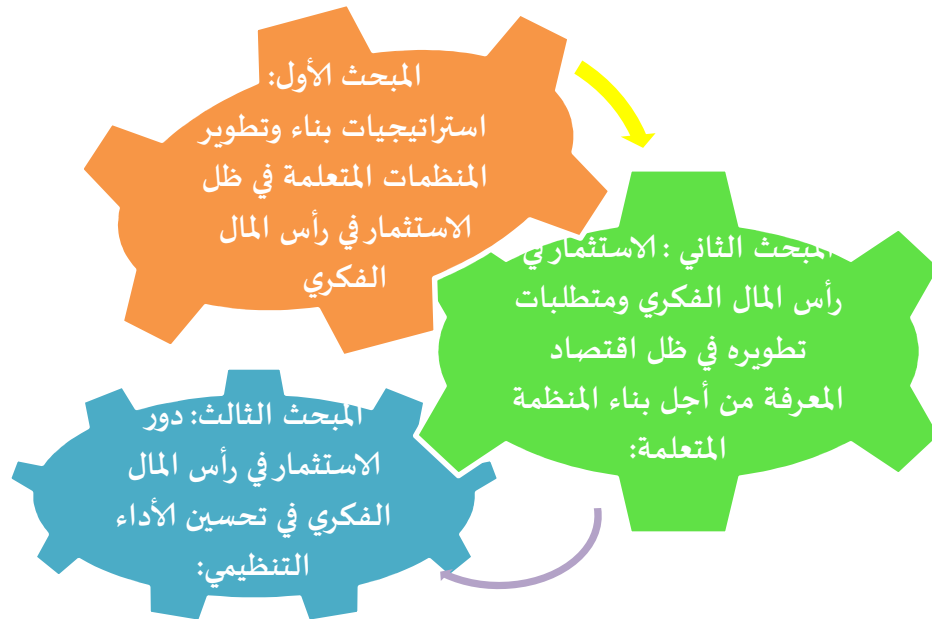 المبحث الأول:
استراتيجيات بناء وتطوير
المنظمات المتعلمة في ظل
الاستثمار في رأس المال
الفكري
المبحث الثاني : الاستثمار في
رأس المال الفكري ومتطلبات
تطويره في ظل اقتصاد
المعرفة من أجل بناء المنظمة
المتعلمة:
المبحث الثالث: دور
الاستثمار في رأس المال
الفكري في تحسين الأداء
التنظيمي: